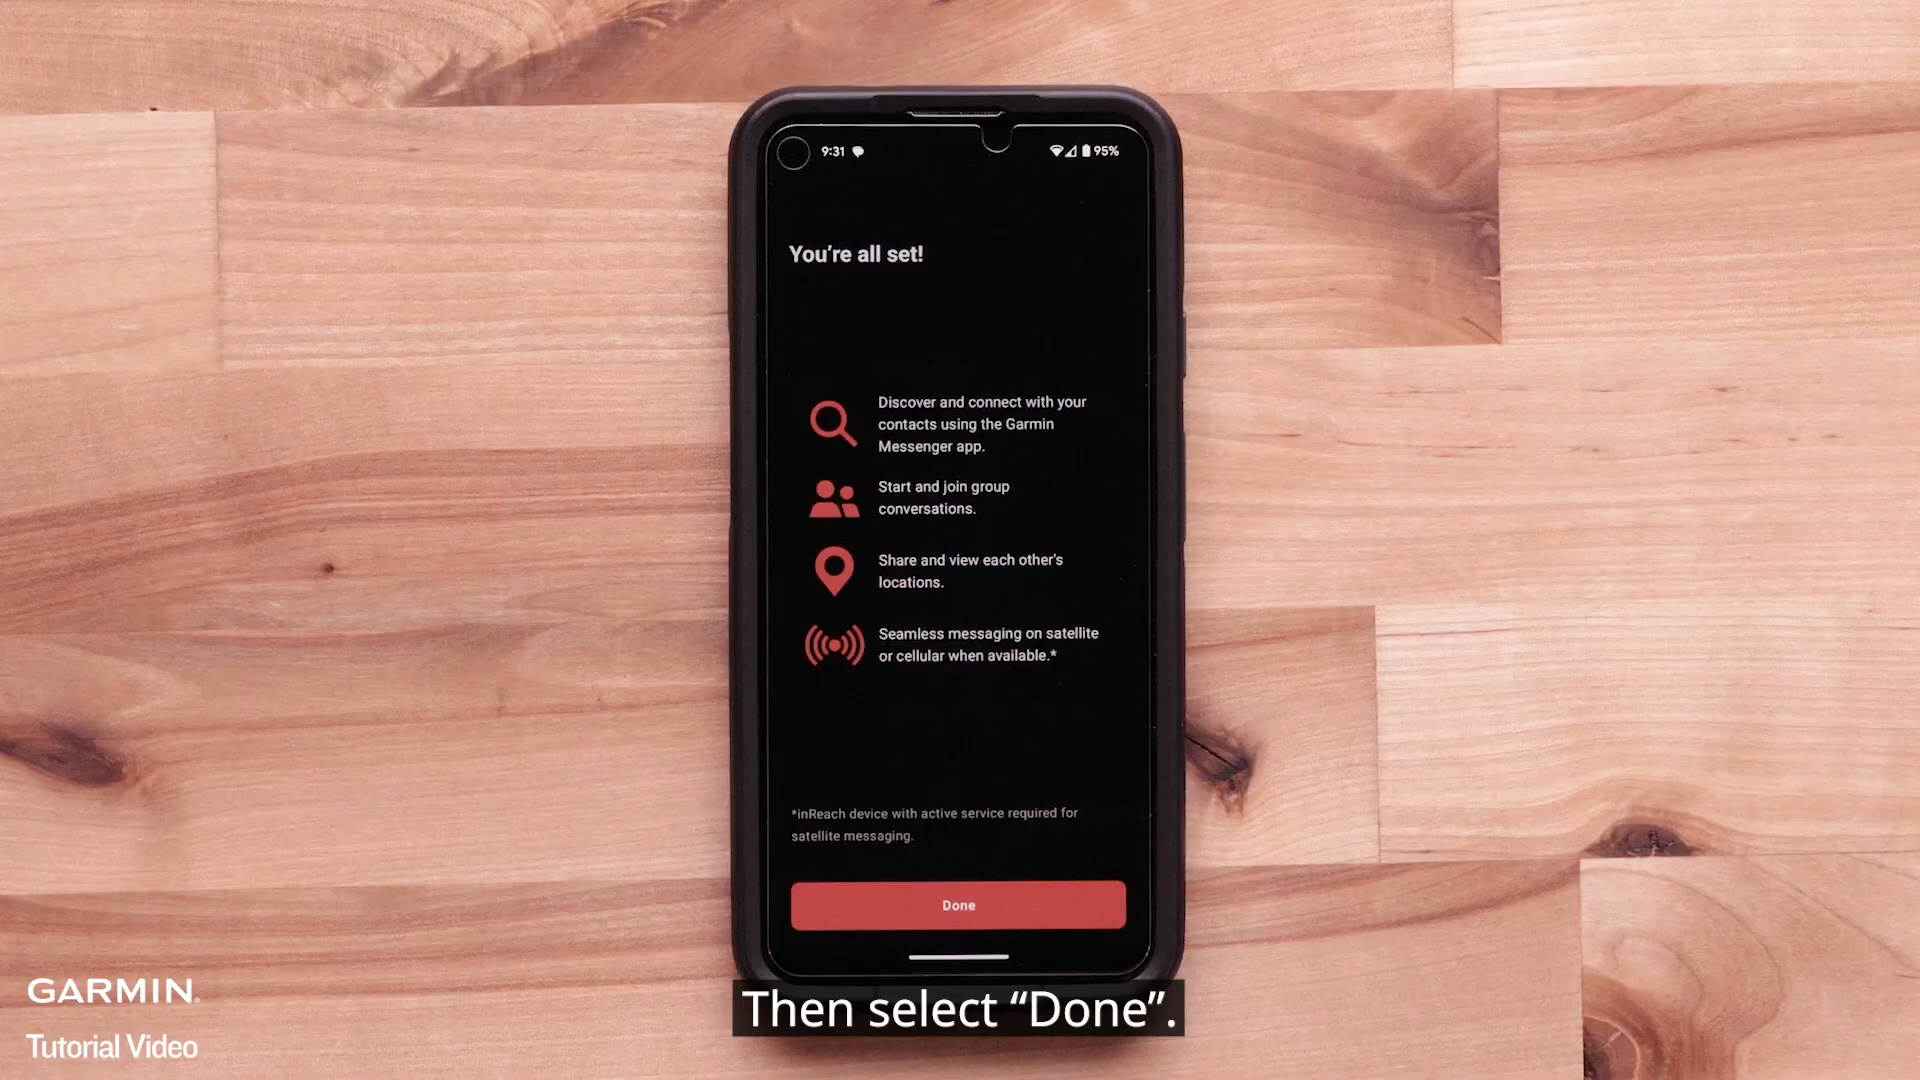 9:31
95%
You're all set!
Discover and connect with your
contacts using the Garmin
Messenger app.
Start and join group
conversations.
Share and view each other's
locations.
Seamless messaging on satellite
or cellular when available.*
*inReach device with active service required for
satellite messaging.
Done
GARMIN
Tutorial Video
Then select “Done”.